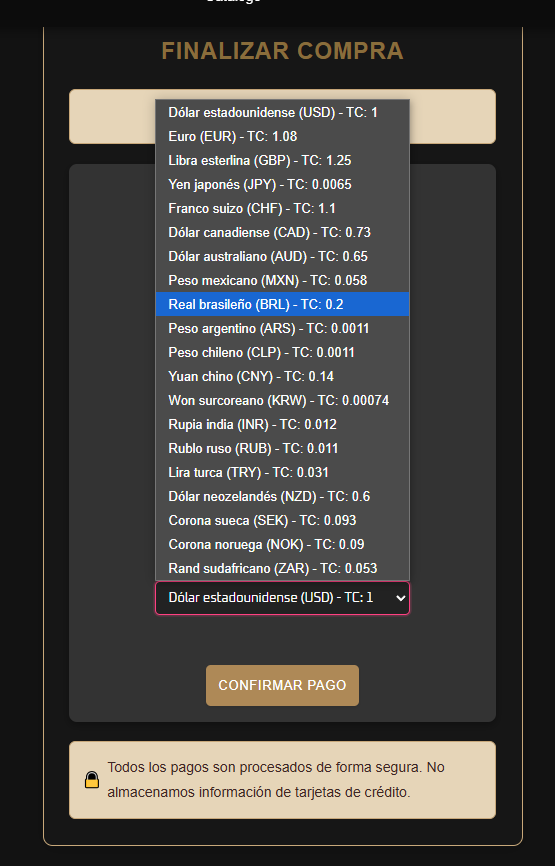 FINALIZAR COMPRA
Dólar estadounidense (USD) - TC: 1
Euro (EUR) - TC: 1.08
Libra esterlina (GBP) - TC: 1.25
Yen japonés (JPY) - TC: 0.0065
Franco suizo (CHF) - TC: 1.1
Dólar canadiense (CAD) - TC: 0.73
Dólar australiano (AUD) - TC: 0.65
Peso mexicano (MXN) - TC: 0.058
Real brasileño (BRL) - TC: 0.2
Peso argentino (ARS) - TC: 0.0011
Peso chileno (CLP) - TC: 0.0011
Yuan chino (CNY) - TC: 0.14
Won surcoreano (KRW) - TC: 0.00074
Rupia india (INR) - TC: 0.012
Rublo ruso (RUB) - TC: 0.011
Lira turca (TRY) - TC: 0.031
Dólar neozelandés (NZD) - TC: 0.6
Corona sueca (SEK) - TC: 0.093
Corona noruega (NOK) - TC: 0.09
Rand sudafricano (ZAR) - TC: 0.053
Dólar estadounidense (USD) - TC: 1
CONFIRMAR PAGO
Todos los pagos son procesados de forma segura. No
almacenamos información de tarjetas de crédito.